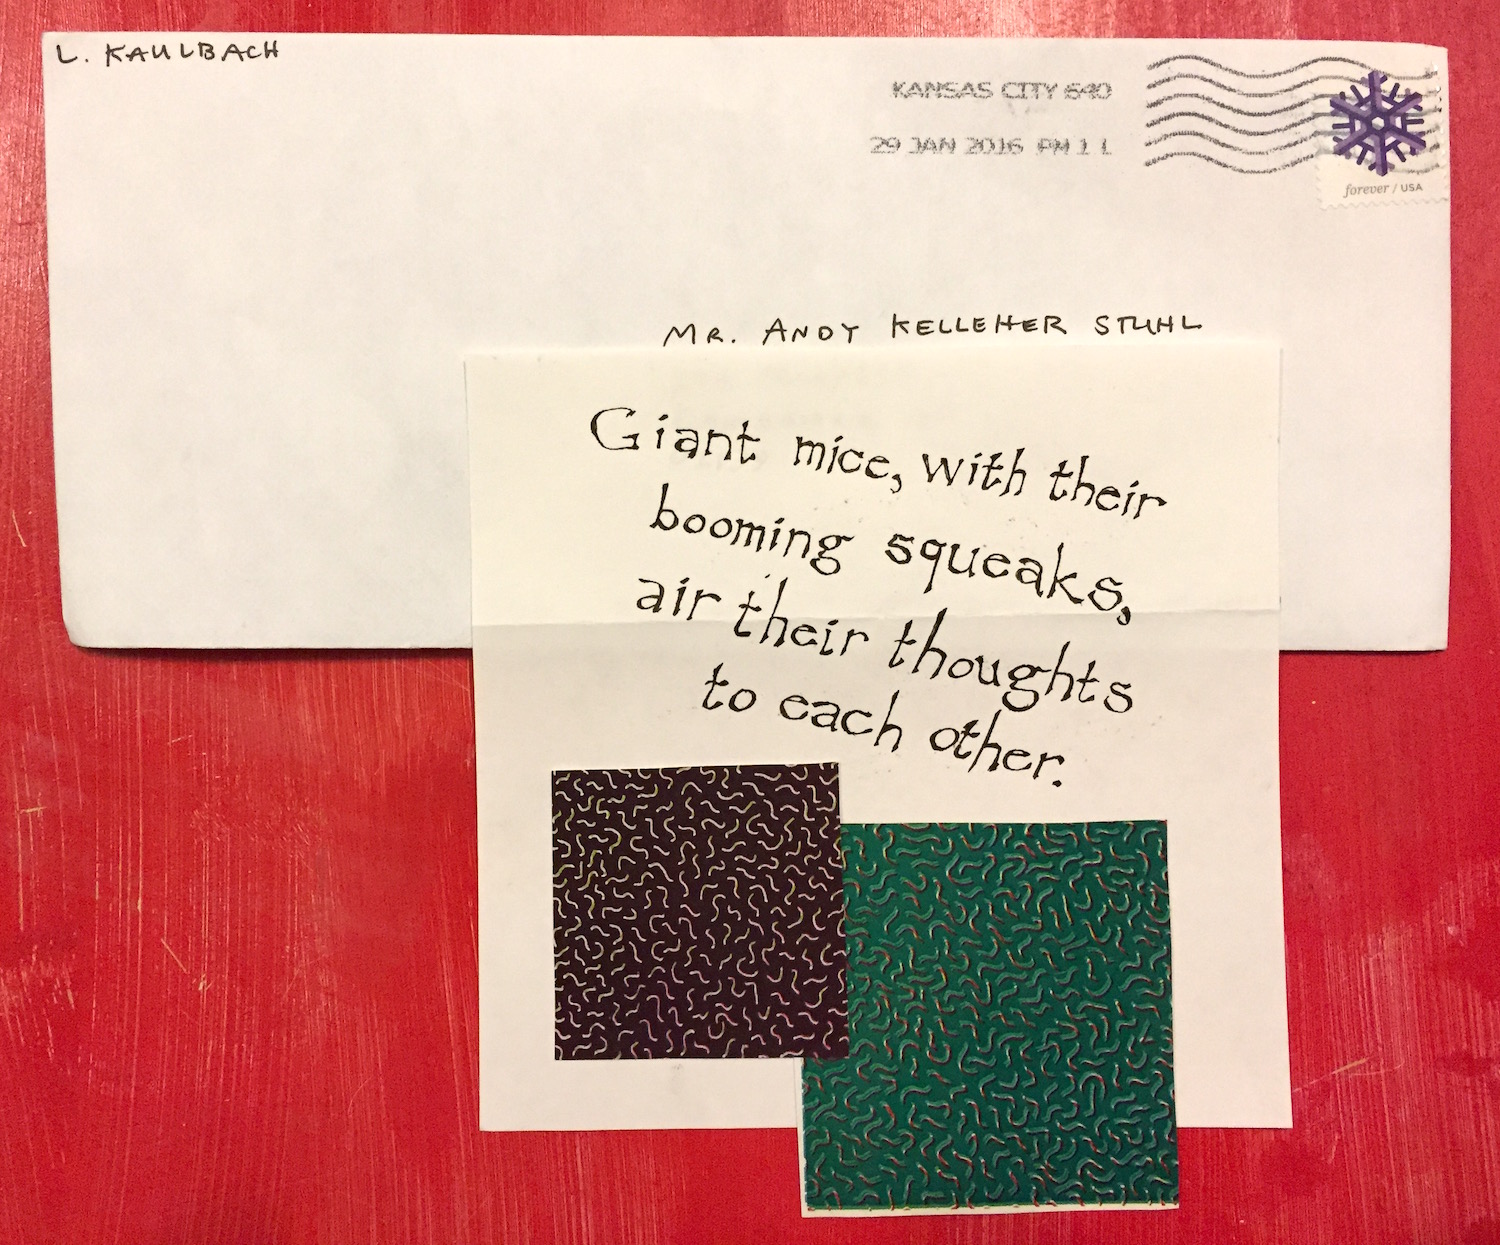 L. KAULBACH
KANSAS CITY 640
29 JAN 2016 PM 1 L
forever / USA
MR. ANDY KELLEHER STUHL
Giant mice, with their
booming squeaks,
air their thoughts
to each other.